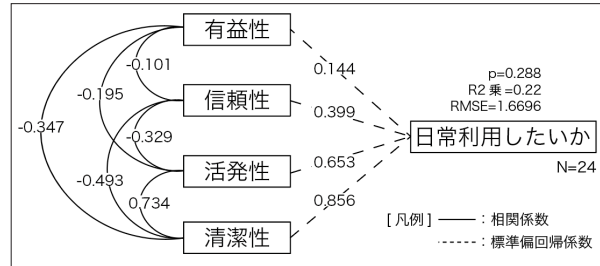 有益性
-0.101
0.144
p=0.288
R2 乗 =0.22
RMSE=1.6696
-0.195
信頼性
0.399
-0.347
-0.329
日常利用したいか
活発性
0.653
N=24
-0.493
0.734
0.856
[ 凡例 ] : 相関係数
清潔性
: 標準偏回帰係数